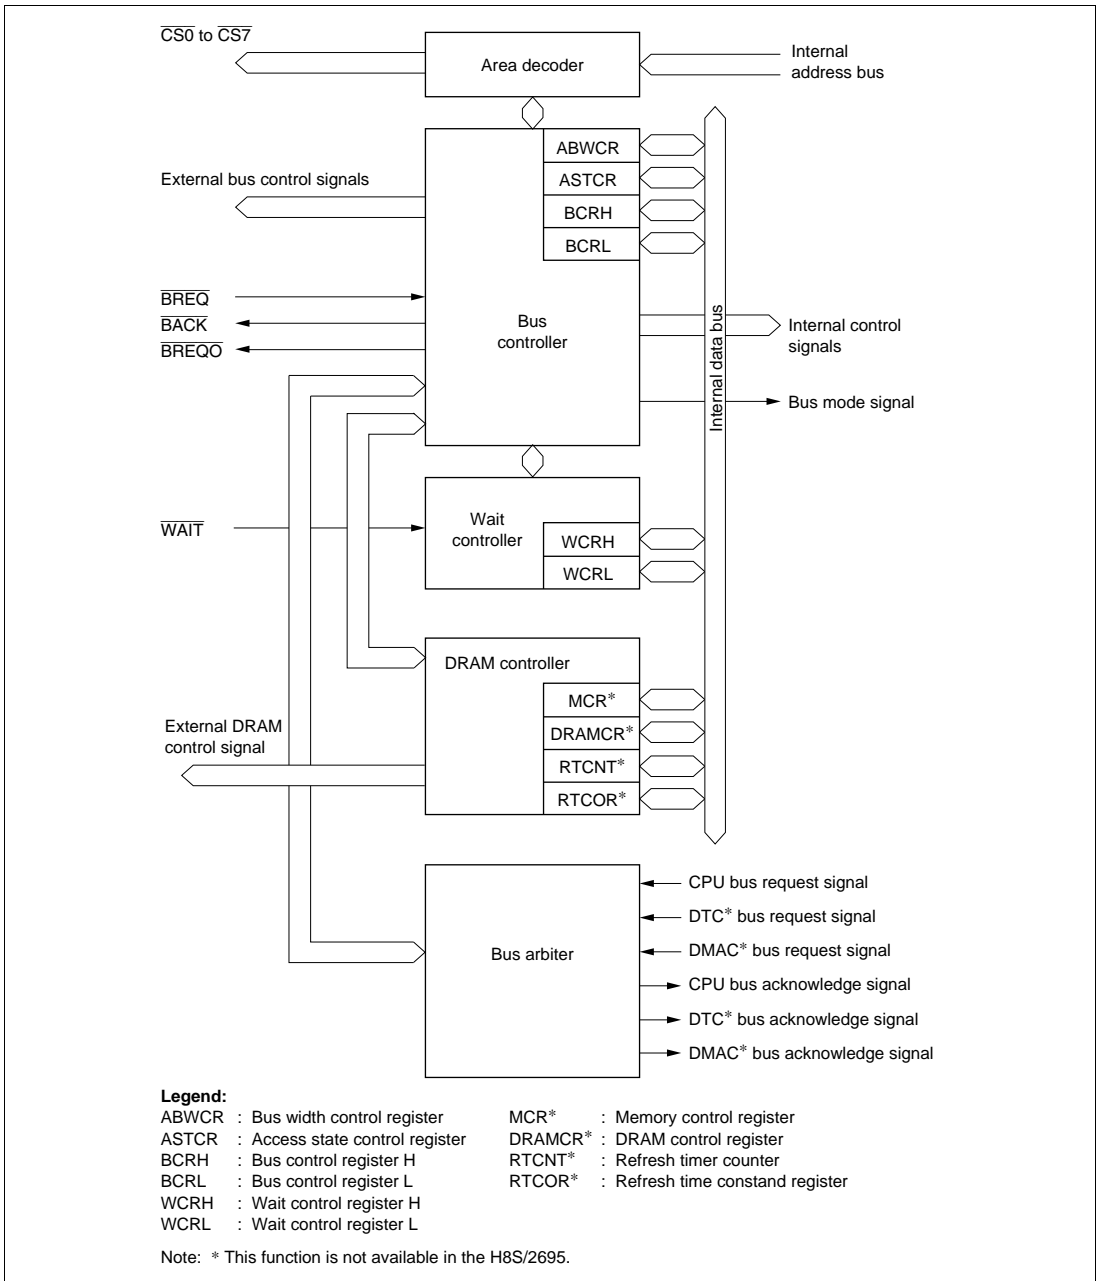 CS0 to CS7
Area decoder
Internal
address bus
ABWCR
ASTCR
BCRH
BCRL
External bus control signals
BREQ
BACK
BREQO
Bus
controller
Internal data bus
Internal control
signals
Bus mode signal
WAIT
Wait
controller
WCRH
WCRL
DRAM controller
MCR*
DRAMCR*
RTCNT*
RTCOR*
External DRAM
control signal
Bus arbiter
CPU bus request signal
DTC* bus request signal
DMAC* bus request signal
CPU bus acknowledge signal
DTC* bus acknowledge signal
DMAC* bus acknowledge signal
Legend:
ABWCR : Bus width control register
ASTCR : Access state control register
BCRH : Bus control register H
BCRL : Bus control register L
WCRH : Wait control register H
WCRL : Wait control register L
MCR* : Memory control register
DRAMCR* : DRAM control register
RTCNT* : Refresh timer counter
RTCOR* : Refresh time constand register
Note: * This function is not available in the H8S/2695.